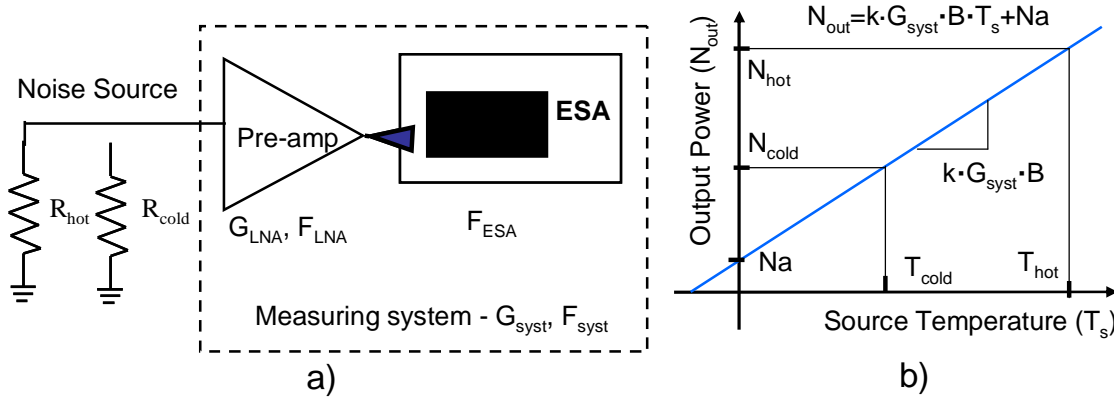 Noise Source
R_hot
R_cold
Pre-amp
ESA
G_LNA, F_LNA
F_ESA
Measuring system - G_syst, F_syst
a)
N_out=k·G_syst·B·T_s+Na
Output Power (N_out)
N_hot
N_cold
k·G_syst·B
Na
T_cold
T_hot
Source Temperature (T_s)
b)